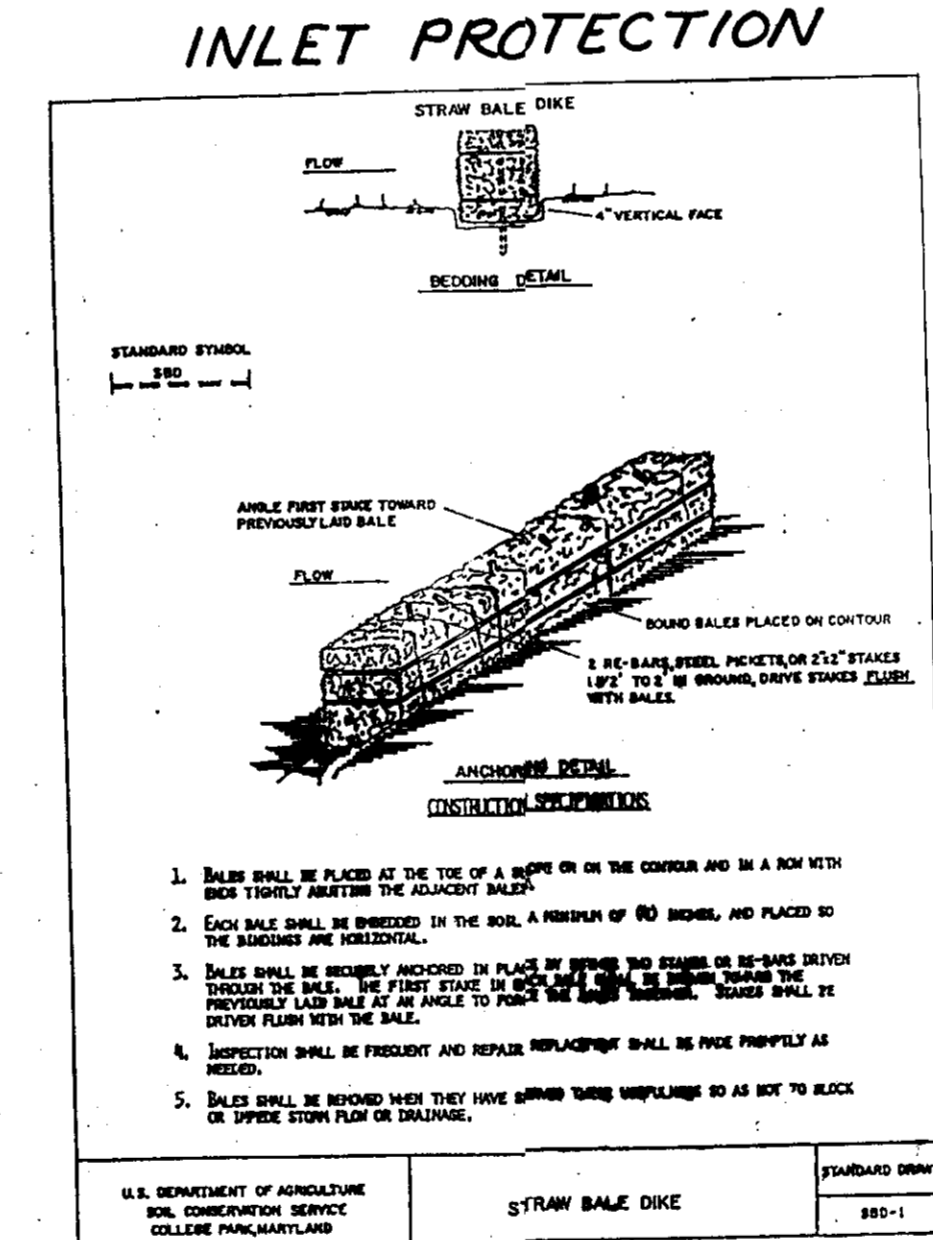 INLET PROTECTION
STRAW BALE DIKE
FLOW
4" VERTICAL FACE
BEDDING DETAIL
STANDARD SYMBOL
SBD
ANGLE FIRST STAKE TOWARD
PREVIOUSLY LAID BALE
FLOW
BOUND BALES PLACED ON CONTOUR
2 RE-BARS, STEEL PICKETS, OR 2"x2" STAKES
1 1/2' TO 2' IN GROUND, DRIVE STAKES FLUSH
WITH BALES.
ANCHORING DETAIL
CONSTRUCTION SPECIFICATIONS
1. BALES SHALL BE PLACED AT THE TOE OF A SLOPE OR ON THE CONTOUR AND IN A ROW WITH
ENDS TIGHTLY ABUTTING THE ADJACENT BALES.
2. EACH BALE SHALL BE EMBEDDED IN THE SOIL A MINIMUM OF (4) INCHES, AND PLACED SO
THE BINDINGS ARE HORIZONTAL.
3. BALES SHALL BE SECURELY ANCHORED IN PLACE BY EITHER TWO STAKES OR RE-BARS DRIVEN
THROUGH THE BALE. THE FIRST STAKE IN EACH BALE SHALL BE DRIVEN TOWARD THE
PREVIOUSLY LAID BALE AT AN ANGLE TO FORCE THE BALES TOGETHER. STAKES SHALL BE
DRIVEN FLUSH WITH THE BALE.
4. INSPECTION SHALL BE FREQUENT AND REPAIR REPLACEMENT SHALL BE MADE PROMPTLY AS
NEEDED.
5. BALES SHALL BE REMOVED WHEN THEY HAVE SERVED THEIR USEFULNESS SO AS NOT TO BLOCK
OR IMPEDE STORM FLOW OR DRAINAGE.
U.S. DEPARTMENT OF AGRICULTURE
SOIL CONSERVATION SERVICE
COLLEGE PARK, MARYLAND
STRAW BALE DIKE
STANDARD DRAW
SBD-1